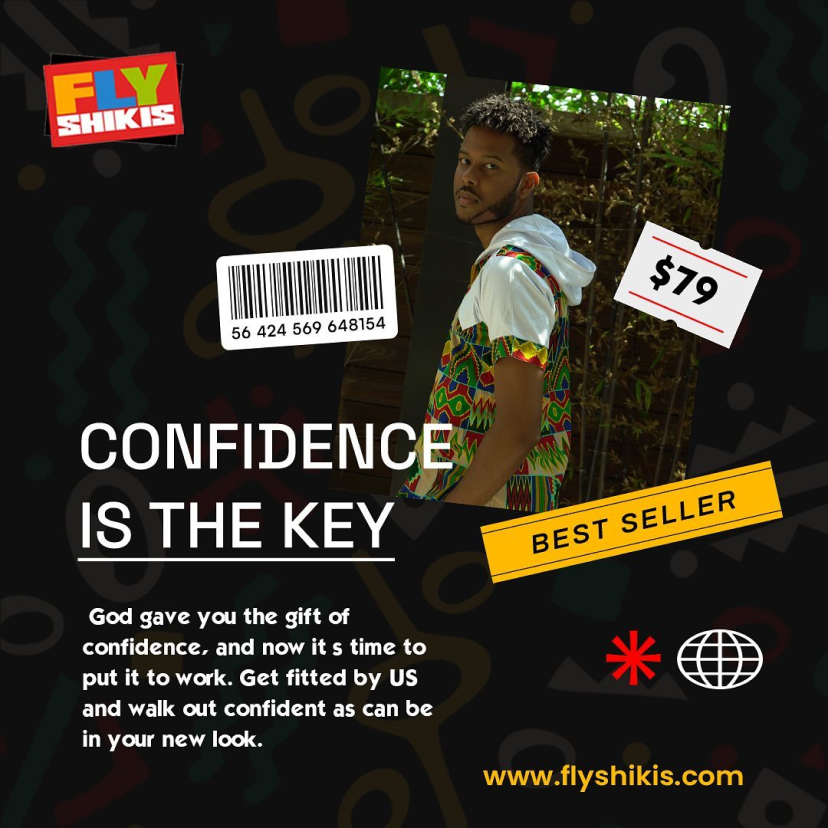 FLY
SHIKIS
$79
56 424 569 648154
CONFIDENCE
IS THE KEY
BEST SELLER
God gave you the gift of
confidence, and now it s time to
put it to work. Get fitted by US
and walk out confident as can be
in your new look.
www.flyshikis.com